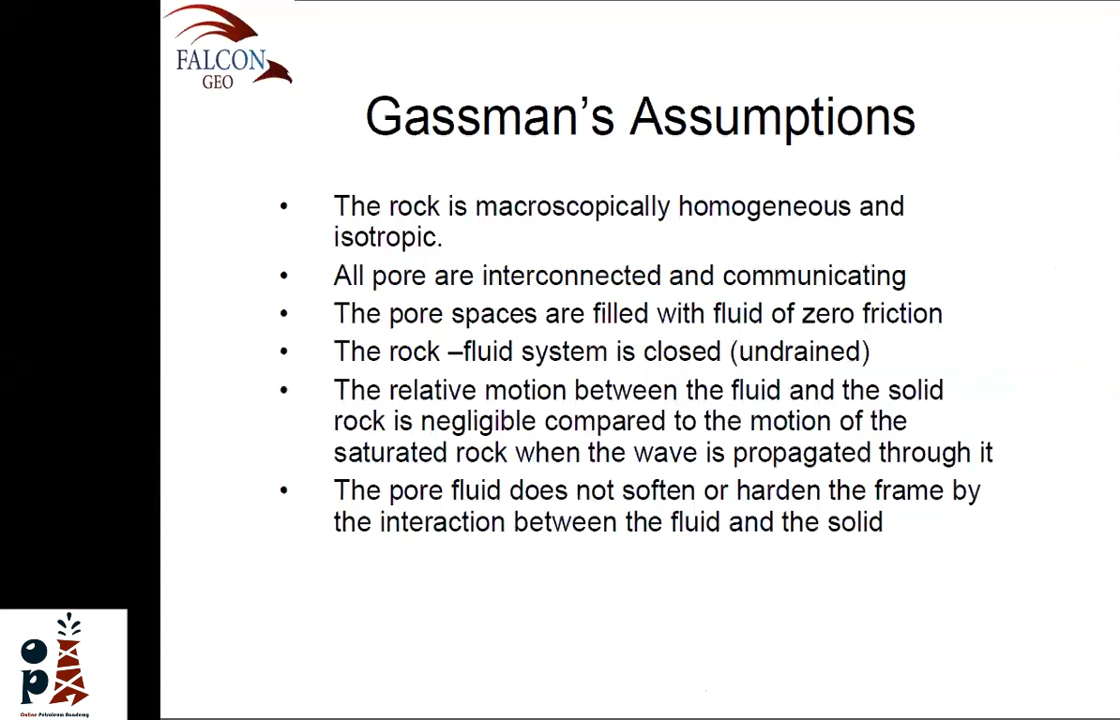 FALCON
GEO
Gassman's Assumptions
• The rock is macroscopically homogeneous and
isotropic.
• All pore are interconnected and communicating
• The pore spaces are filled with fluid of zero friction
• The rock –fluid system is closed (undrained)
• The relative motion between the fluid and the solid
rock is negligible compared to the motion of the
saturated rock when the wave is propagated through it
• The pore fluid does not soften or harden the frame by
the interaction between the fluid and the solid
OPA
Online Petroleum Academy